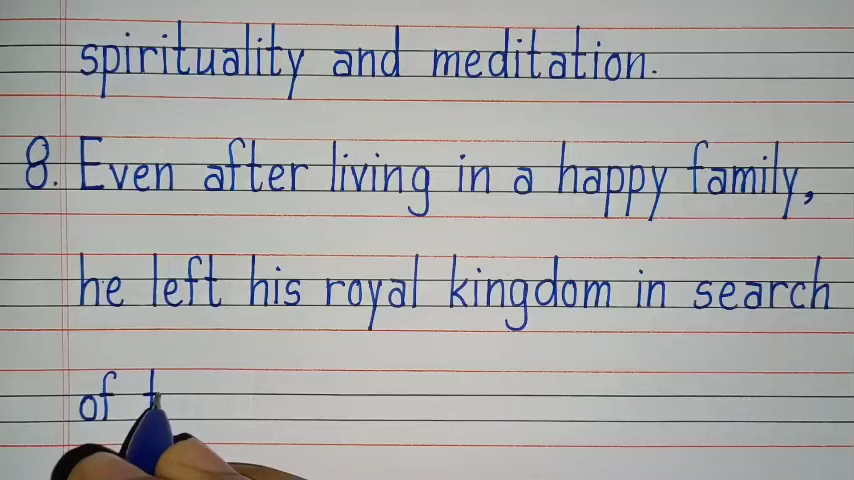 spirituality and meditation.
8. Even after living in a happy family,
he left his royal kingdom in search
of t